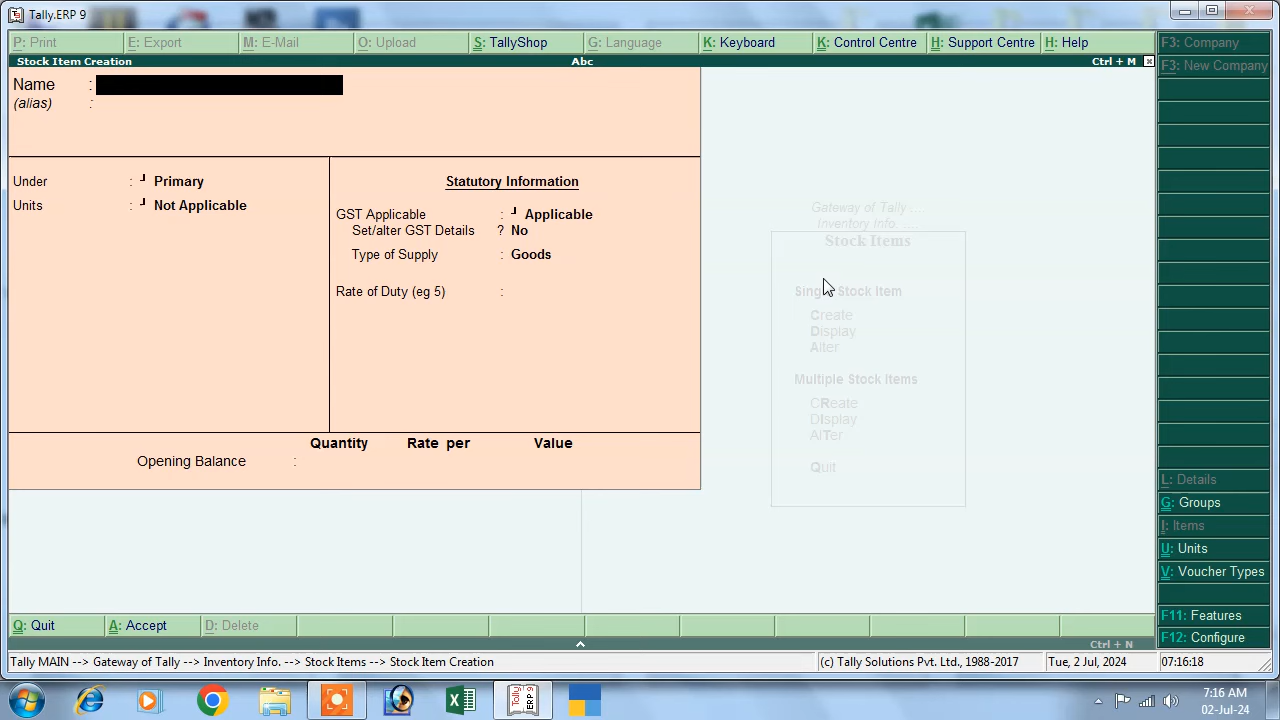 Tally.ERP 9
P: Print
E: Export
M: E-Mail
O: Upload
S: TallyShop
G: Language
K: Keyboard
K: Control Centre
H: Support Centre
H: Help
Stock Item Creation
Abc
Ctrl + M
Name :
(alias) :
Under : Primary
Units : Not Applicable
Statutory Information
GST Applicable : Applicable
Set/alter GST Details ? No
Type of Supply : Goods
Rate of Duty (eg 5) :
Quantity Rate per Value
Opening Balance :
Gateway of Tally ....
Inventory Info. ....
Stock Items
Single Stock Item
Create
Display
Alter
Multiple Stock Items
CReate
DIsplay
AlTer
Quit
F3: Company
F3: New Company
L: Details
G: Groups
I: Items
U: Units
V: Voucher Types
F11: Features
F12: Configure
Q: Quit
A: Accept
D: Delete
Ctrl + N
Tally MAIN --> Gateway of Tally --> Inventory Info. --> Stock Items --> Stock Item Creation
(c) Tally Solutions Pvt. Ltd., 1988-2017
Tue, 2 Jul, 2024
07:16:18
Tally
ERP 9
7:16 AM
02-Jul-24